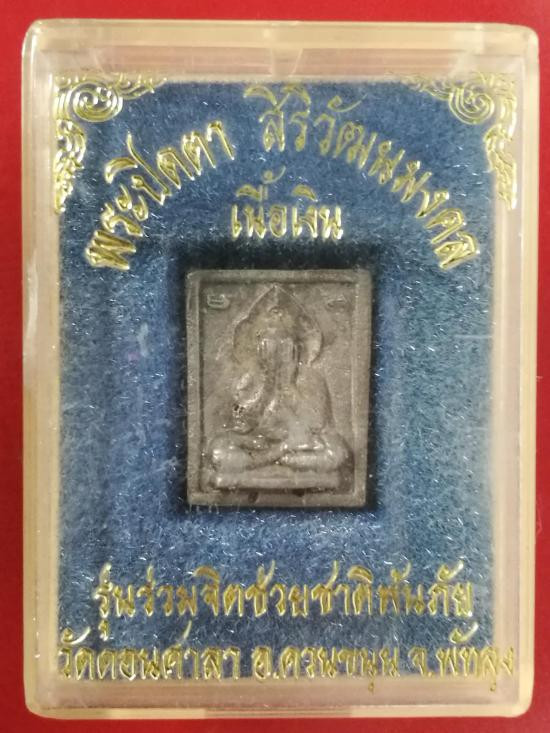 พระปิดตา สิริวัฒนมงคล
เนื้อเงิน
รุ่นร่วมจิตช่วยชาติพ้นภัย
วัดดอนศาลา อ.ควนขนุน จ.พัทลุง